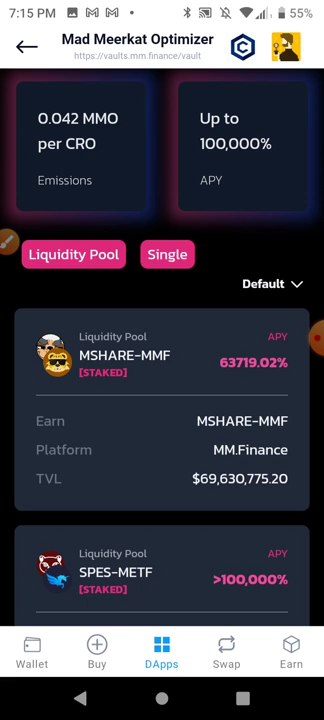 7:15 PM
55%
Mad Meerkat Optimizer
https://vaults.mm.finance/vault
0.042 MMO
per CRO
Emissions
Up to
100,000%
APY
Liquidity Pool
Single
Default
Liquidity Pool
APY
MSHARE-MMF
63719.02%
[STAKED]
Earn
MSHARE-MMF
Platform
MM.Finance
TVL
$69,630,775.20
Liquidity Pool
APY
SPES-METF
>100,000%
[STAKED]
Wallet
Buy
DApps
Swap
Earn